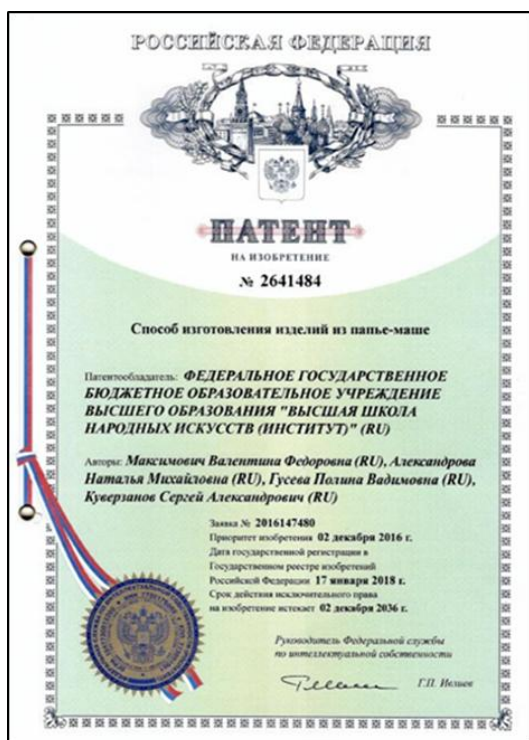 РОССИЙСКАЯ ФЕДЕРАЦИЯ
ПАТЕНТ
НА ИЗОБРЕТЕНИЕ
№ 2641484
Способ изготовления изделий из папье-маше
Патентообладатель: ФЕДЕРАЛЬНОЕ ГОСУДАРСТВЕННОЕ
БЮДЖЕТНОЕ ОБРАЗОВАТЕЛЬНОЕ УЧРЕЖДЕНИЕ
ВЫСШЕГО ОБРАЗОВАНИЯ "ВЫСШАЯ ШКОЛА
НАРОДНЫХ ИСКУССТВ (ИНСТИТУТ)" (RU)
Авторы: Максимович Валентина Федоровна (RU), Александрова
Наталья Михайловна (RU), Гусева Полина Вадимовна (RU),
Куверзанов Сергей Александрович (RU)
Заявка № 2016147480
Приоритет изобретения 02 декабря 2016 г.
Дата государственной регистрации в
Государственном реестре изобретений
Российской Федерации 17 января 2018 г.
Срок действия исключительного права
на изобретение истекает 02 декабря 2036 г.
Руководитель Федеральной службы
по интеллектуальной собственности
Г.П. Ивлиев